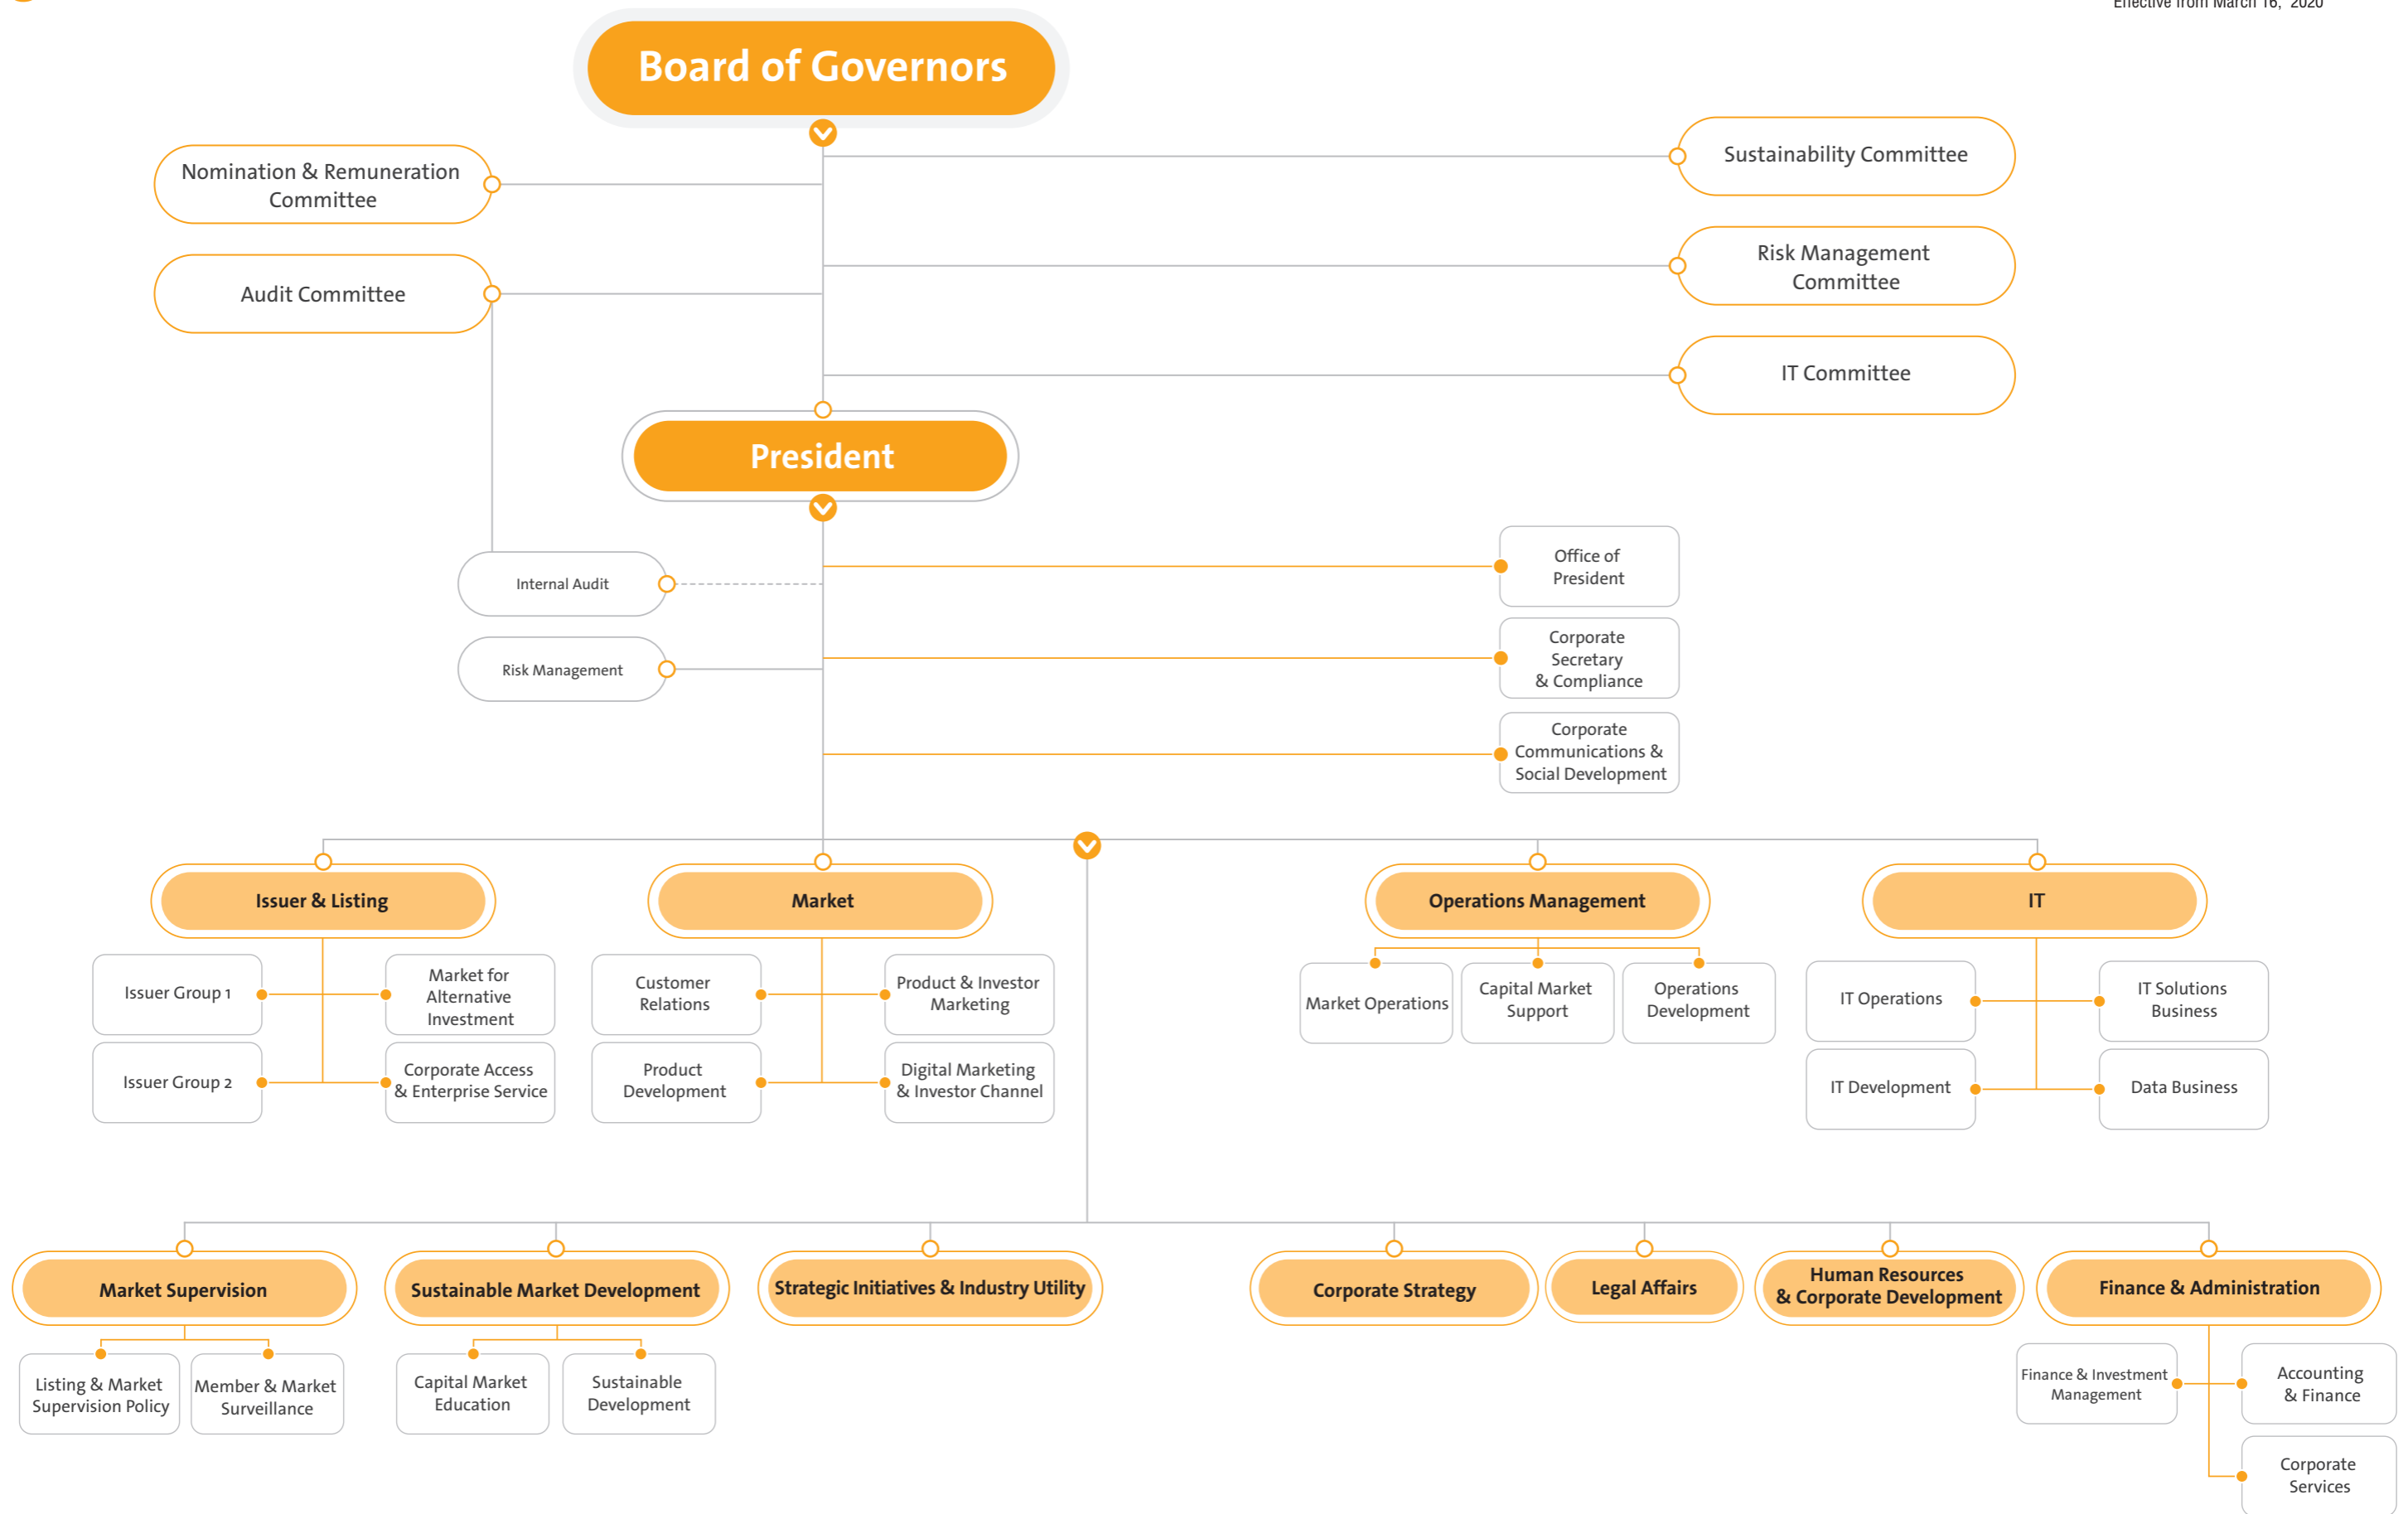 Effective from March 16, 2020
Board of Governors
Nomination & Remuneration
Committee
Sustainability Committee
Audit Committee
Risk Management
Committee
IT Committee
President
Internal Audit
Risk Management
Office of
President
Corporate
Secretary
& Compliance
Corporate
Communications &
Social Development
Issuer & Listing
Issuer Group 1
Market for
Alternative
Investment
Issuer Group 2
Corporate Access
& Enterprise Service
Market
Customer
Relations
Product & Investor
Marketing
Product
Development
Digital Marketing
& Investor Channel
Operations Management
Market Operations
Capital Market
Support
Operations
Development
IT
IT Operations
IT Solutions
Business
IT Development
Data Business
Market Supervision
Listing & Market
Supervision Policy
Member & Market
Surveillance
Sustainable Market Development
Capital Market
Education
Sustainable
Development
Strategic Initiatives & Industry Utility
Corporate Strategy
Legal Affairs
Human Resources
& Corporate Development
Finance & Administration
Finance & Investment
Management
Accounting
& Finance
Corporate
Services